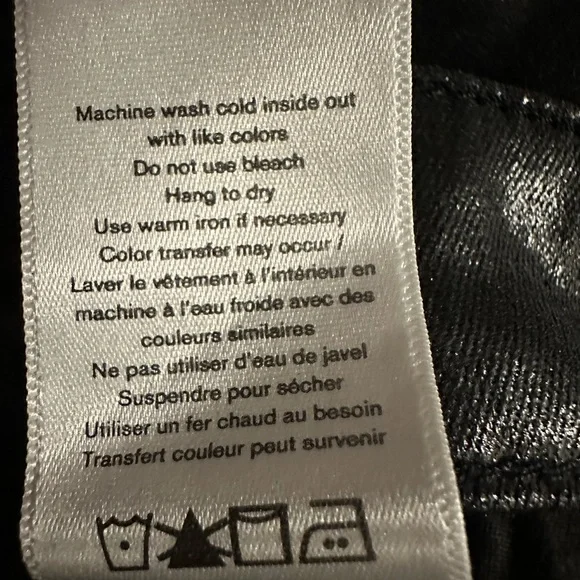 Machine wash cold inside out
with like colors
Do not use bleach
Hang to dry
Use warm iron if necessary
Color transfer may occur /
Laver le vêtement à l'intérieur en
machine à l'eau froide avec des
couleurs similaires
Ne pas utiliser d'eau de javel
Suspendre pour sécher
Utiliser un fer chaud au besoin
Transfert couleur peut survenir